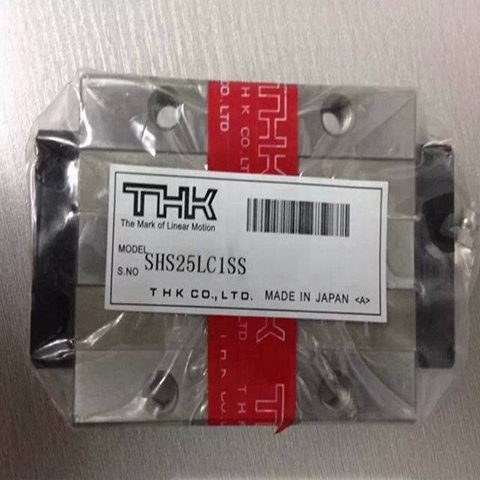 THK
THK CO.,LTD.
THK
The Mark of Linear Motion
MODEL SHS25LC1SS
S.NO
THK CO., LTD. MADE IN JAPAN <A>